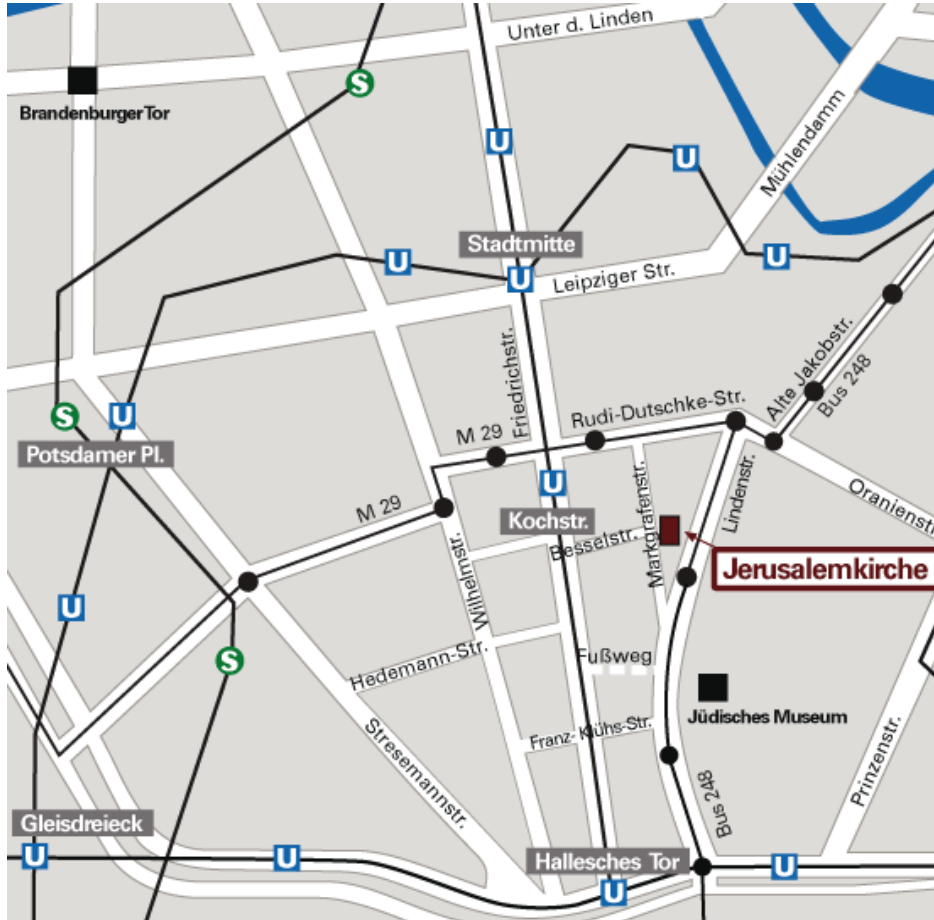 Unter d. Linden
S
Brandenburger Tor
U
Mühlendamm
U
Stadtmitte
U
U
U
U
Leipziger Str.
Friedrichstr.
Alte Jakobstr.
Bus 248
S
U
Rudi-Dutschke-Str.
M 29
Potsdamer Pl.
Lindenstr.
Markgrafenstr.
U
Oranienstr
M 29
Kochstr.
Besselstr.
Wilhelmstr.
Jerusalemkirche
U
Hedemann-Str.
S
Fußweg
Jüdisches Museum
Stresemannstr.
Franz-Klühs-Str.
Prinzenstr.
Bus 248
Gleisdreieck
U
U
Hallesches Tor
U
U